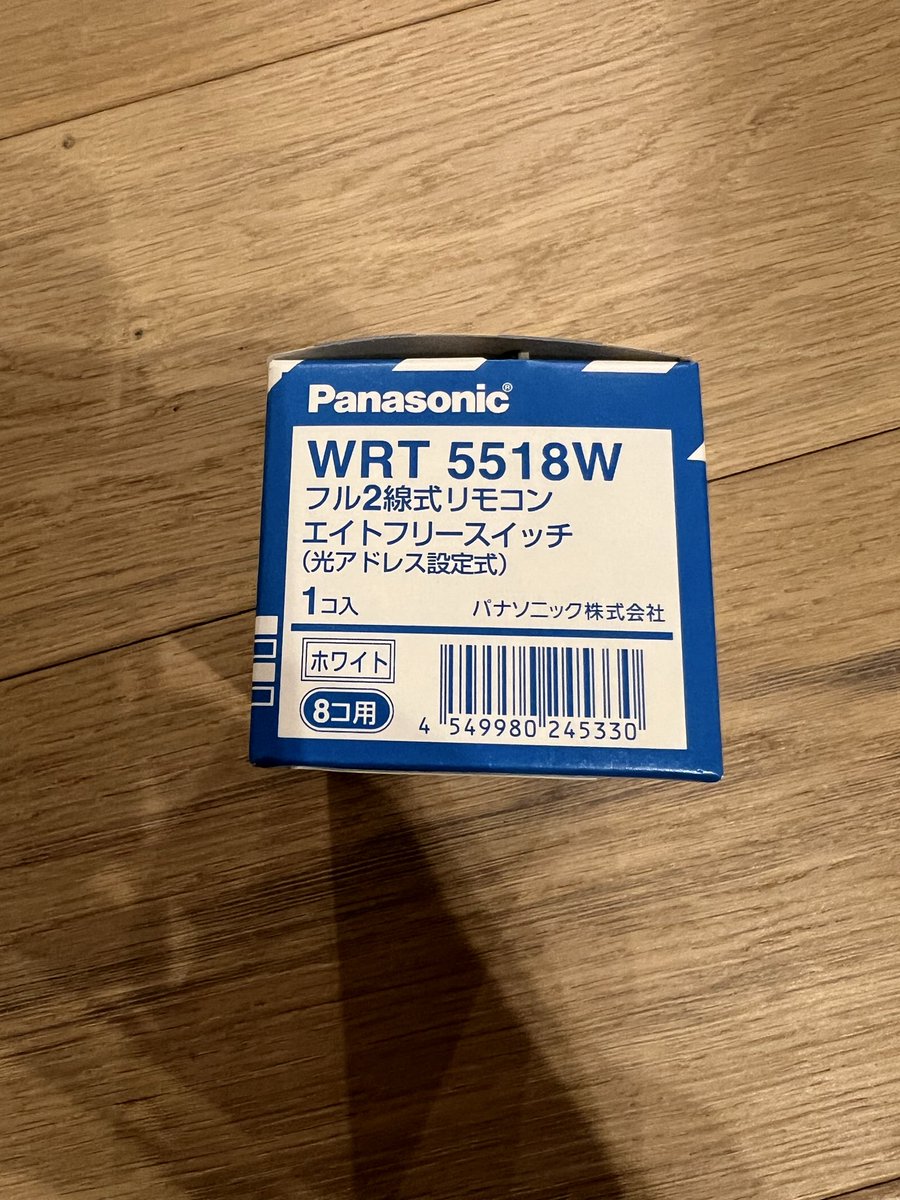 Panasonic®
WRT 5518W
フル2線式リモコン
エイトフリースイッチ
(光アドレス設定式)
1コ入 パナソニック株式会社
ホワイト
8コ用
4 549980 245330